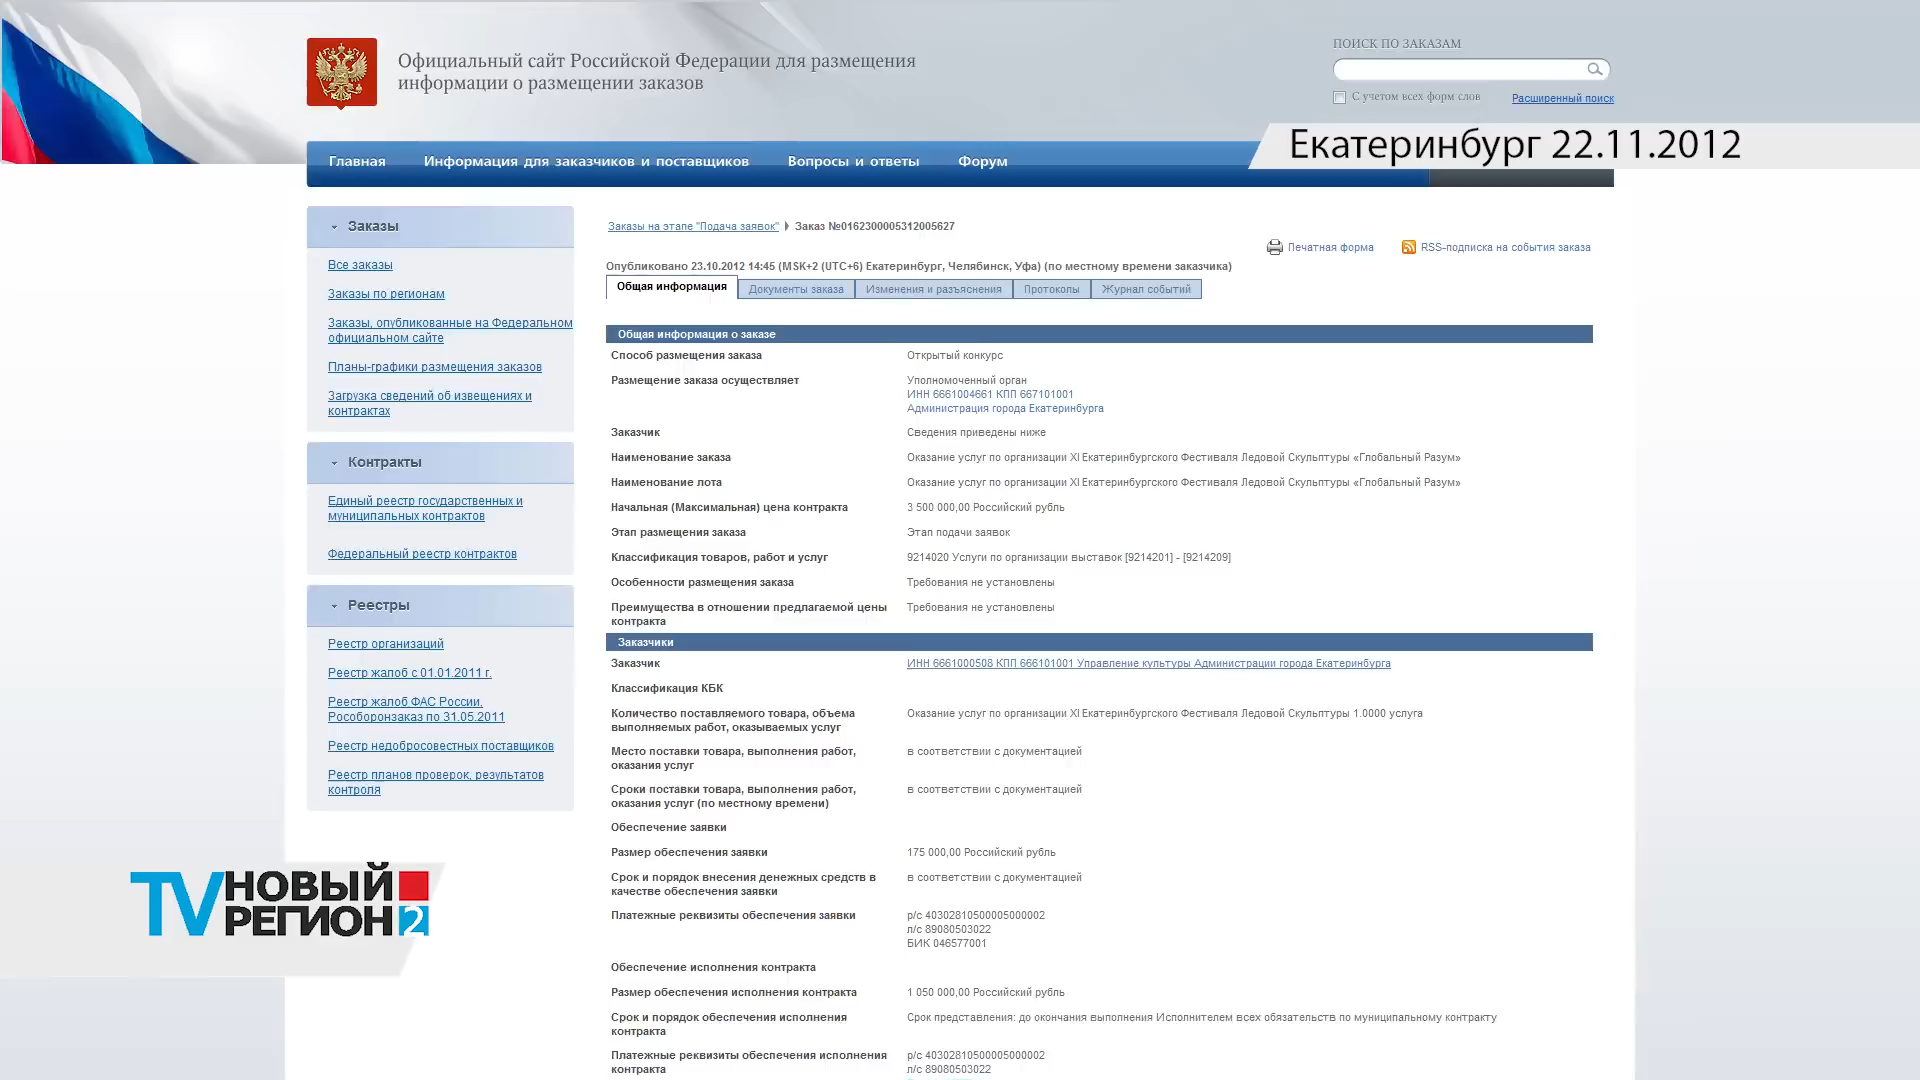 Официальный сайт Российской Федерации для размещения
информации о размещении заказов
ПОИСК ПО ЗАКАЗАМ
С учетом всех форм слов
Расширенный поиск
Екатеринбург 22.11.2012
Главная
Информация для заказчиков и поставщиков
Вопросы и ответы
Форум
Заказы
Все заказы
Заказы по регионам
Заказы, опубликованные на Федеральном
официальном сайте
Планы-графики размещения заказов
Загрузка сведений об извещениях и
контрактах
Контракты
Единый реестр государственных и
муниципальных контрактов
Федеральный реестр контрактов
Реестры
Реестр организаций
Реестр жалоб с 01.01.2011 г.
Реестр жалоб ФАС России,
Рособоронзаказ по 31.05.2011
Реестр недобросовестных поставщиков
Реестр планов проверок, результатов
контроля
Заказы на этапе "Подача заявок" Заказ №0162300005312005627
Печатная форма
RSS-подписка на события заказа
Опубликовано 23.10.2012 14:45 (MSK+2 (UTC+6) Екатеринбург, Челябинск, Уфа) (по местному времени заказчика)
Общая информация
Документы заказа
Изменения и разъяснения
Протоколы
Журнал событий
Общая информация о заказе
Способ размещения заказа
Открытый конкурс
Размещение заказа осуществляет
Уполномоченный орган
ИНН 6661004661 КПП 667101001
Администрация города Екатеринбурга
Заказчик
Сведения приведены ниже
Наименование заказа
Оказание услуг по организации XI Екатеринбургского Фестиваля Ледовой Скульптуры «Глобальный Разум»
Наименование лота
Оказание услуг по организации XI Екатеринбургского Фестиваля Ледовой Скульптуры «Глобальный Разум»
Начальная (Максимальная) цена контракта
3 500 000,00 Российский рубль
Этап размещения заказа
Этап подачи заявок
Классификация товаров, работ и услуг
9214020 Услуги по организации выставок [9214201] - [9214209]
Особенности размещения заказа
Требования не установлены
Преимущества в отношении предлагаемой цены
контракта
Требования не установлены
Заказчики
Заказчик
ИНН 6661000508 КПП 666101001 Управление культуры Администрации города Екатеринбурга
Классификация КБК
Количество поставляемого товара, объема
выполняемых работ, оказываемых услуг
Оказание услуг по организации XI Екатеринбургского Фестиваля Ледовой Скульптуры 1.0000 услуга
Место поставки товара, выполнения работ,
оказания услуг
в соответствии с документацией
Сроки поставки товара, выполнения работ,
оказания услуг (по местному времени)
в соответствии с документацией
Обеспечение заявки
Размер обеспечения заявки
175 000,00 Российский рубль
Срок и порядок внесения денежных средств в
качестве обеспечения заявки
в соответствии с документацией
Платежные реквизиты обеспечения заявки
р/с 40302810500005000002
л/с 89080503022
БИК 046577001
Обеспечение исполнения контракта
Размер обеспечения исполнения контракта
1 050 000,00 Российский рубль
Срок и порядок обеспечения исполнения
контракта
Срок представления: до окончания выполнения Исполнителем всех обязательств по муниципальному контракту
Платежные реквизиты обеспечения исполнения
контракта
р/с 40302810500005000002
л/с 89080503022
TV НОВЫЙ
РЕГИОН 2